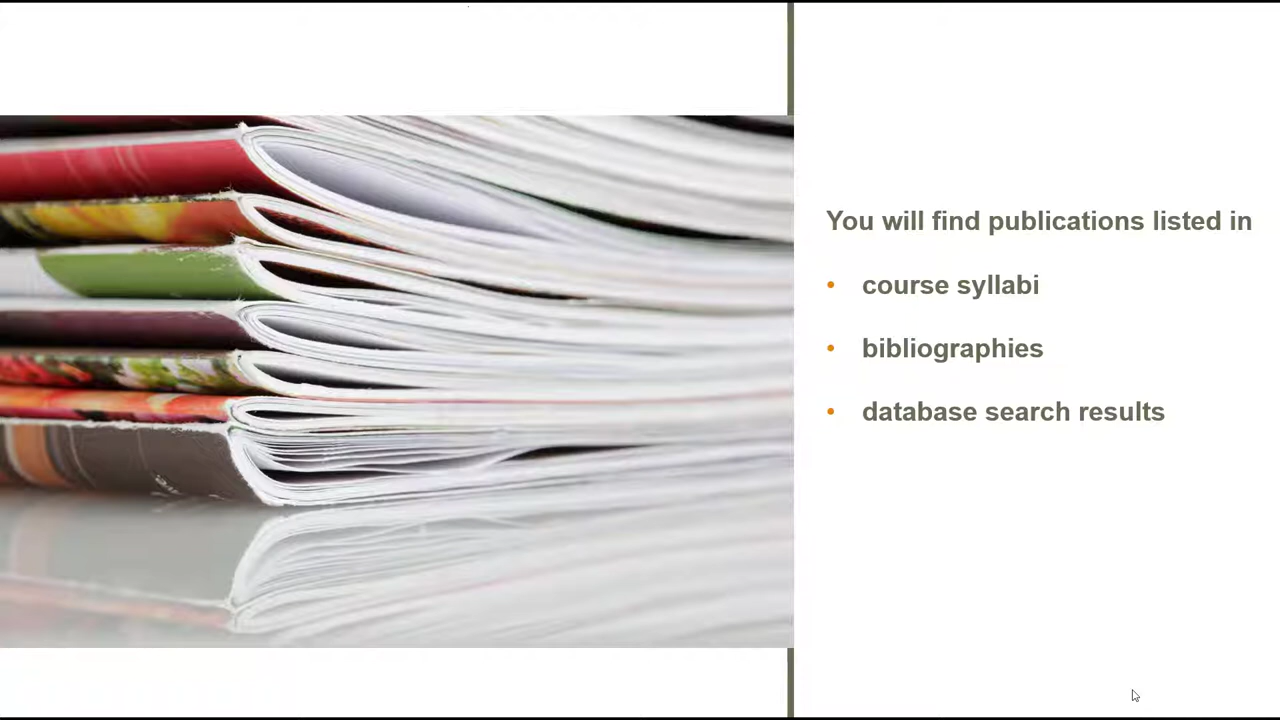 You will find publications listed in
• course syllabi
• bibliographies
• database search results